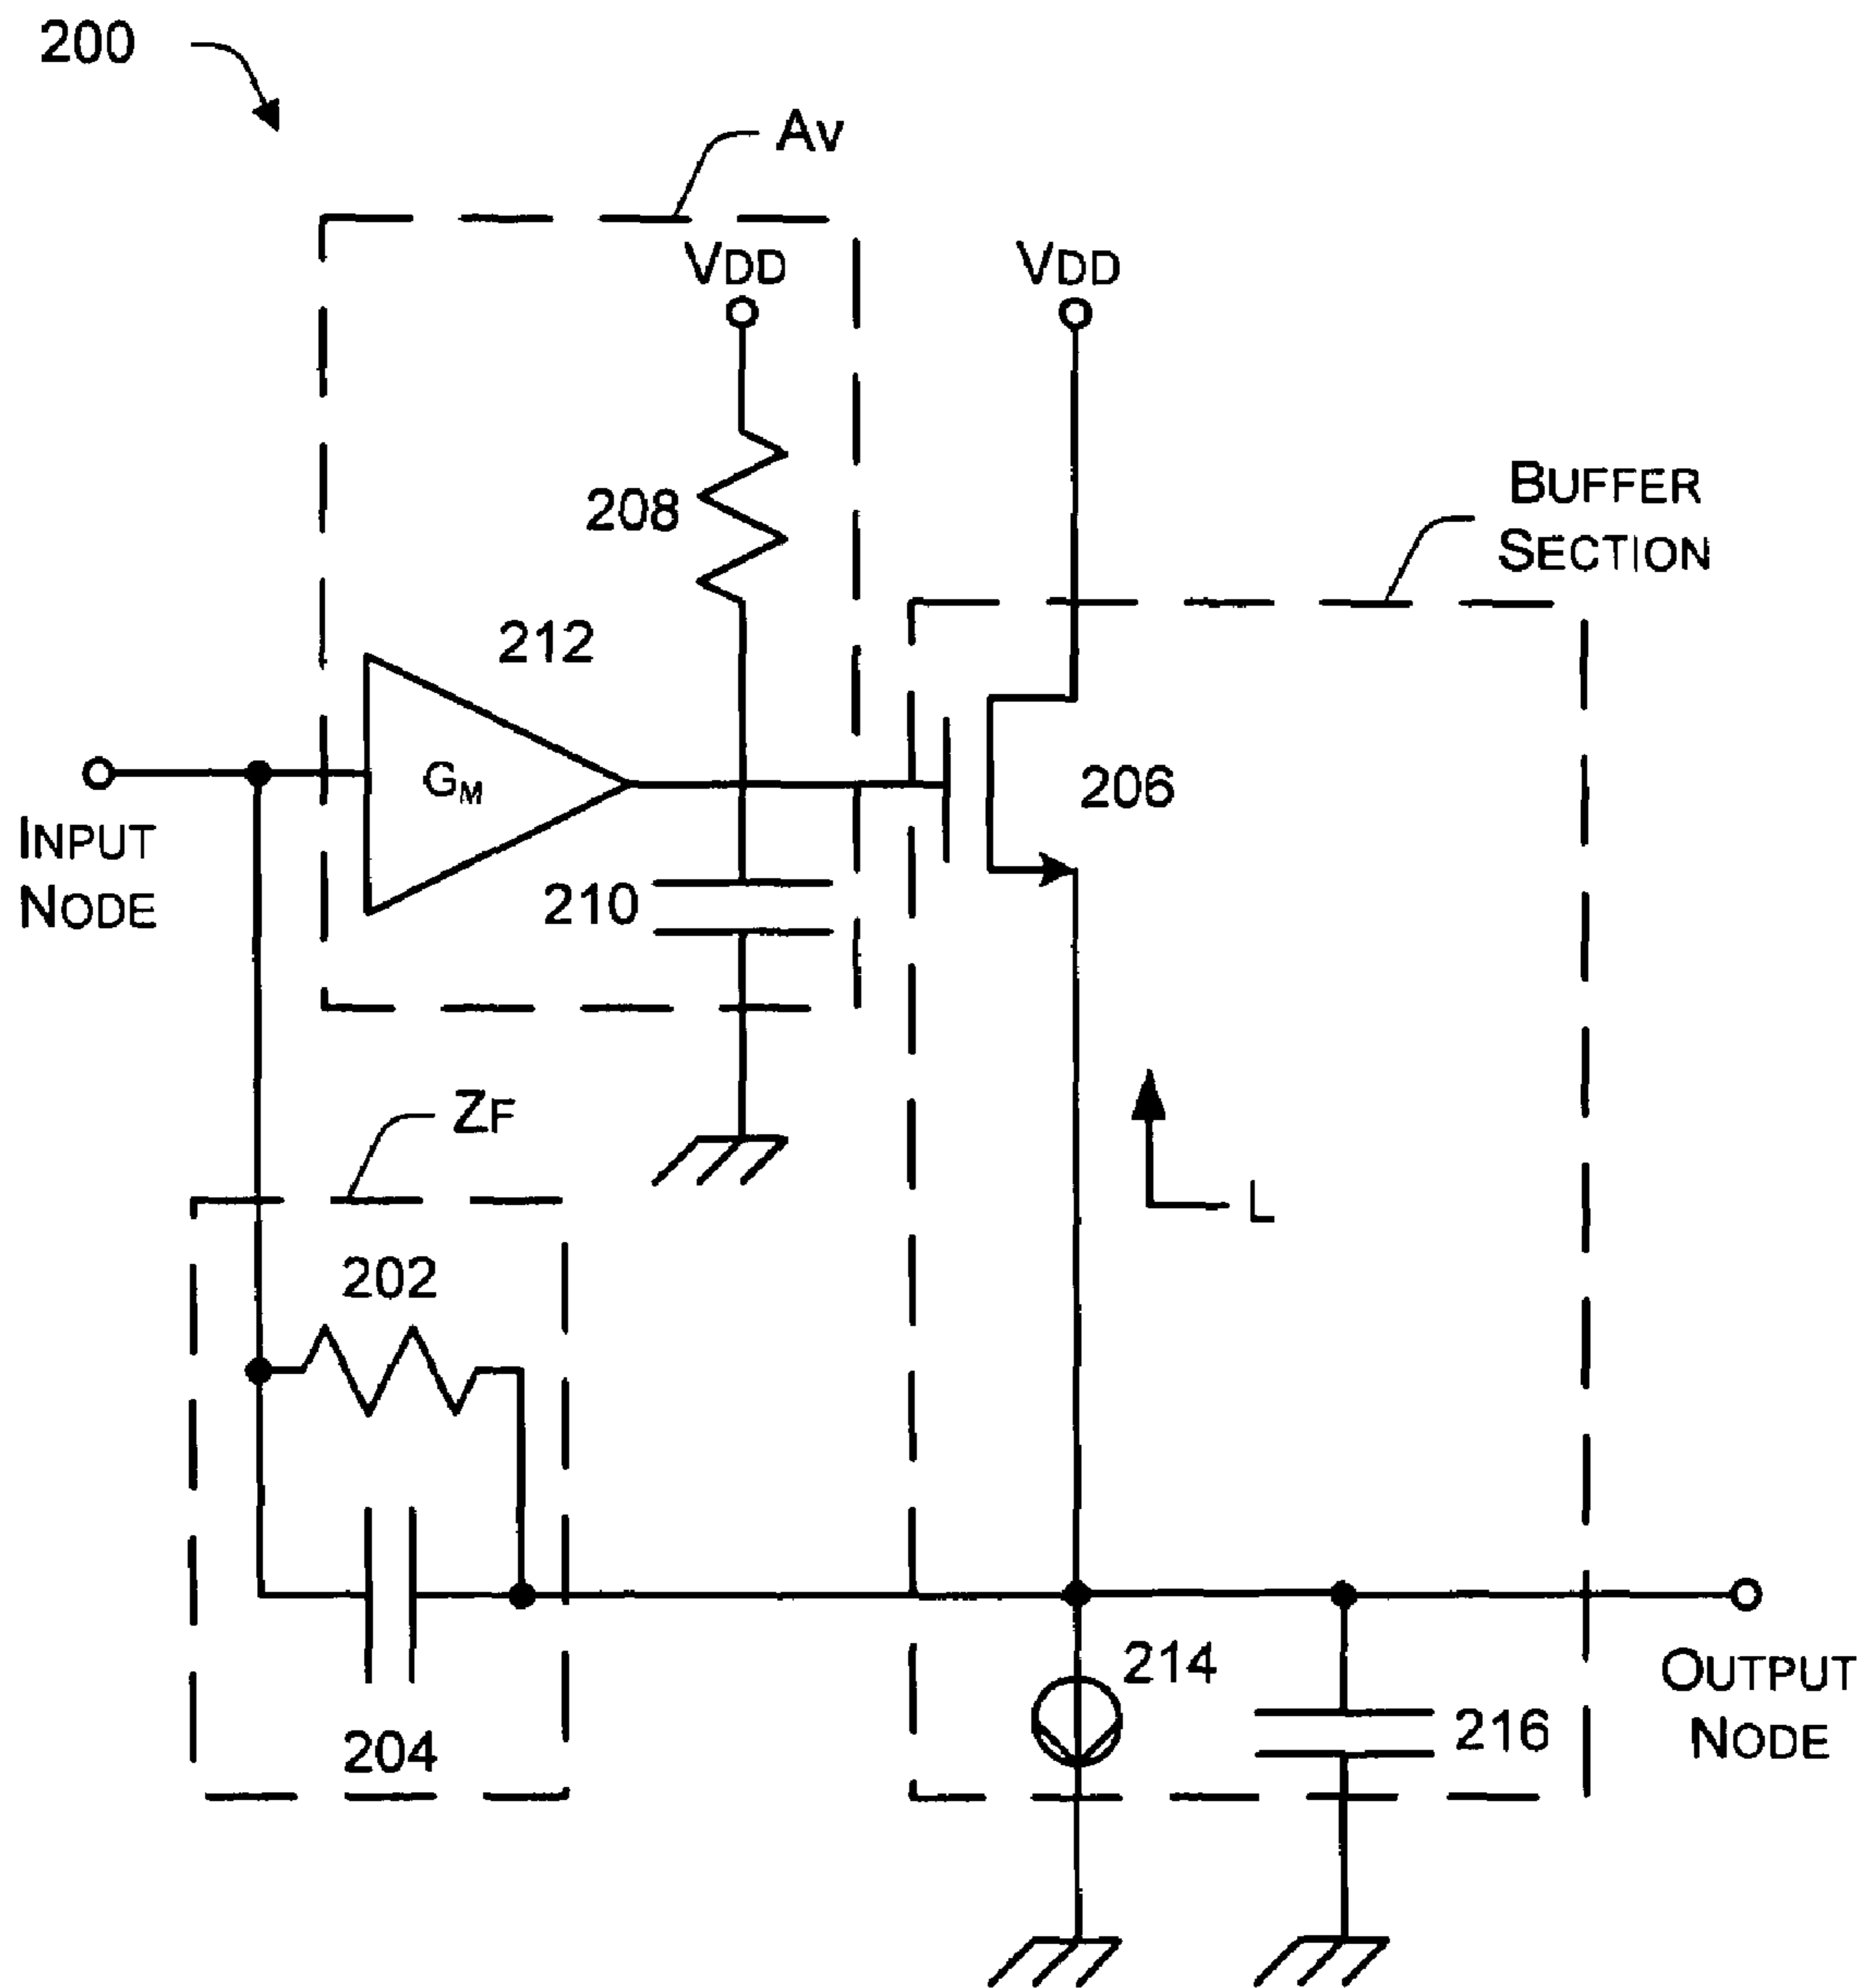 200
AV
VDD
VDD
208
BUFFER
SECTION
212
GM
206
INPUT
NODE
210
ZF
L
202
214
OUTPUT
NODE
216
204